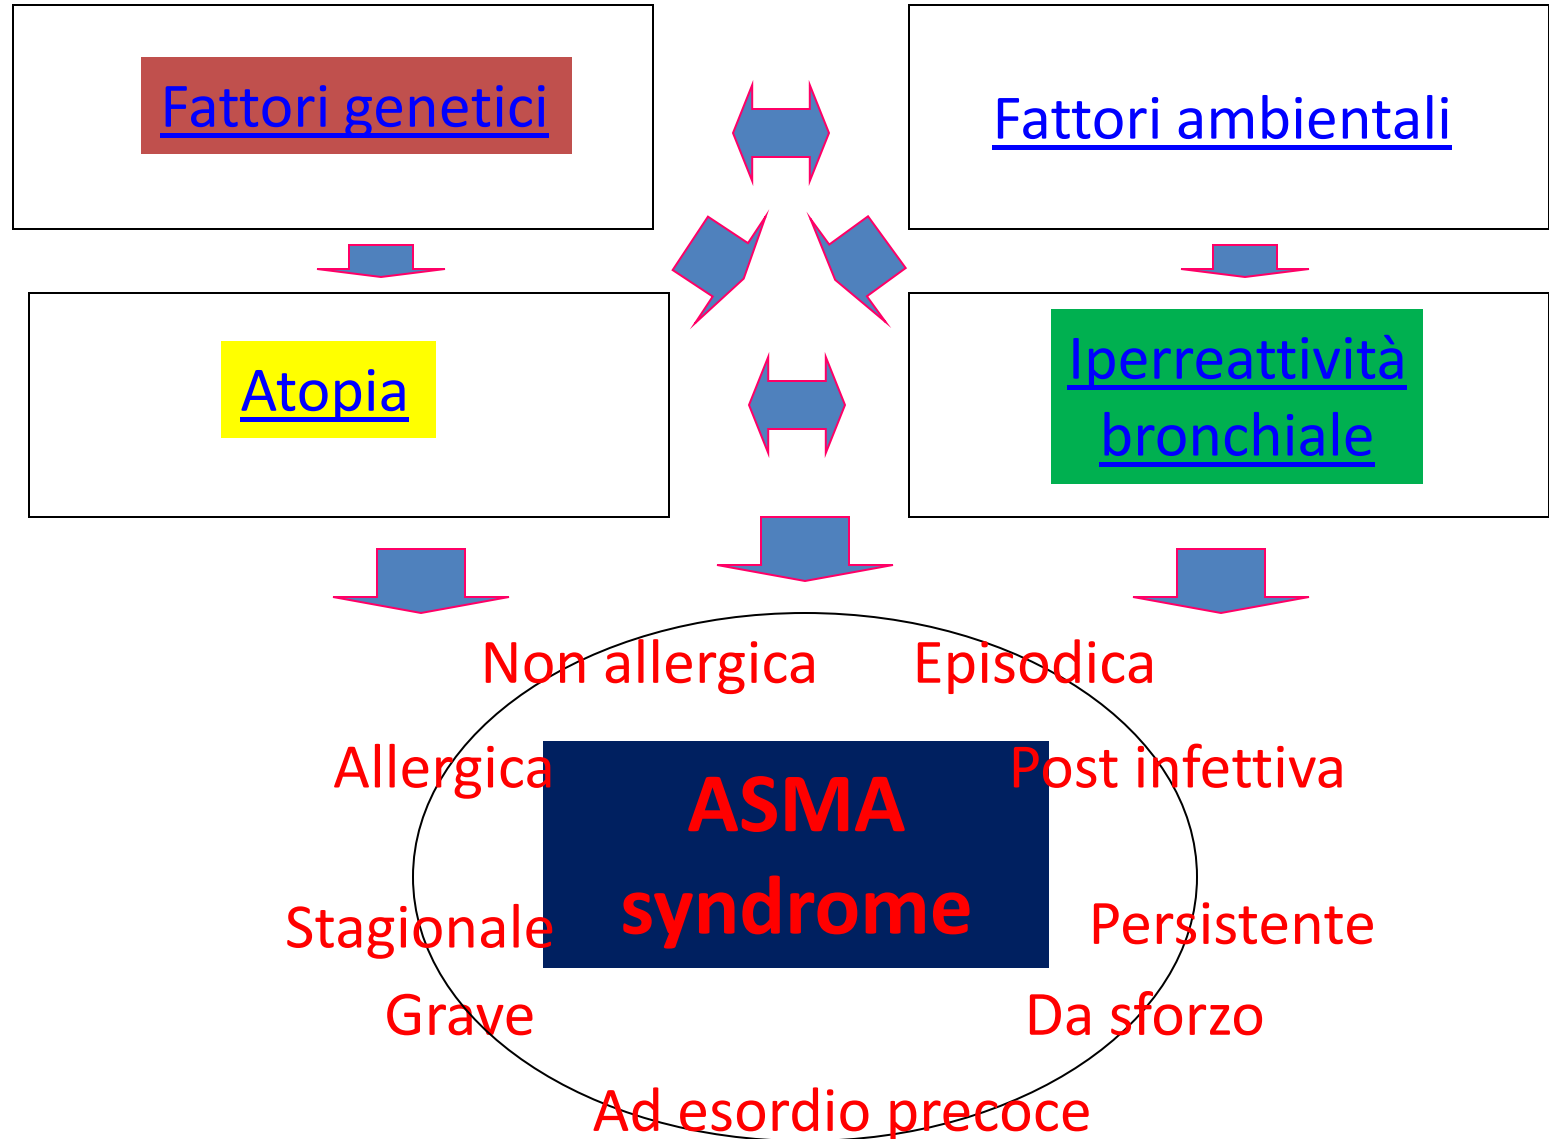 Fattori genetici
Fattori ambientali
Atopia
Iperreattività
bronchiale
Non allergica
Episodica
Allergica
Post infettiva
ASMA
syndrome
Stagionale
Persistente
Grave
Da sforzo
Ad esordio precoce